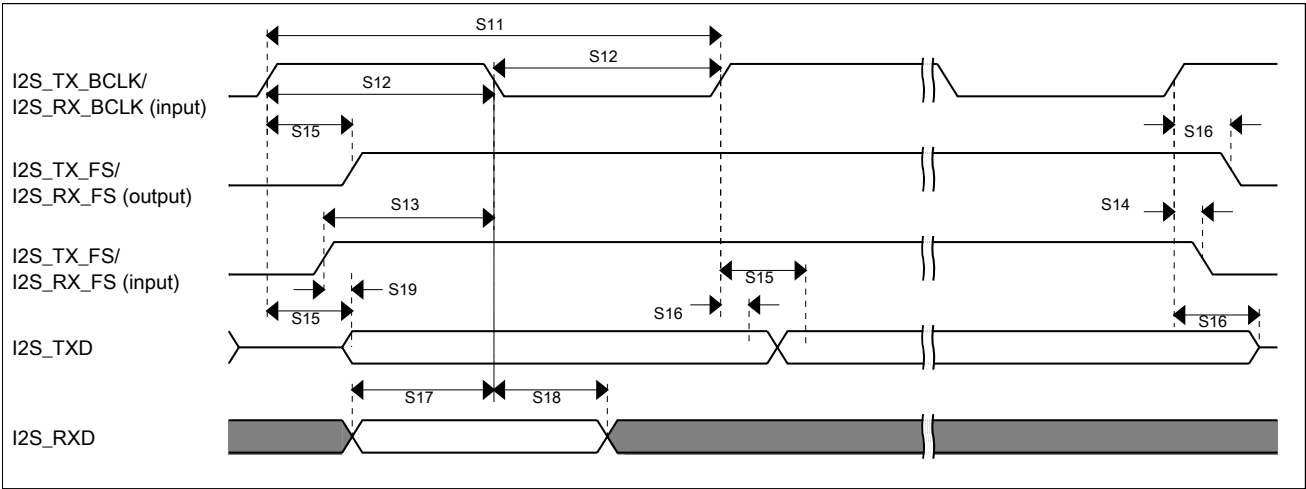 S11
I2S_TX_BCLK/
I2S_RX_BCLK (input)
S12
S12
S15
S16
I2S_TX_FS/
I2S_RX_FS (output)
S13
S14
I2S_TX_FS/
I2S_RX_FS (input)
S15
S19
S16
S15
S16
I2S_TXD
S17
S18
I2S_RXD